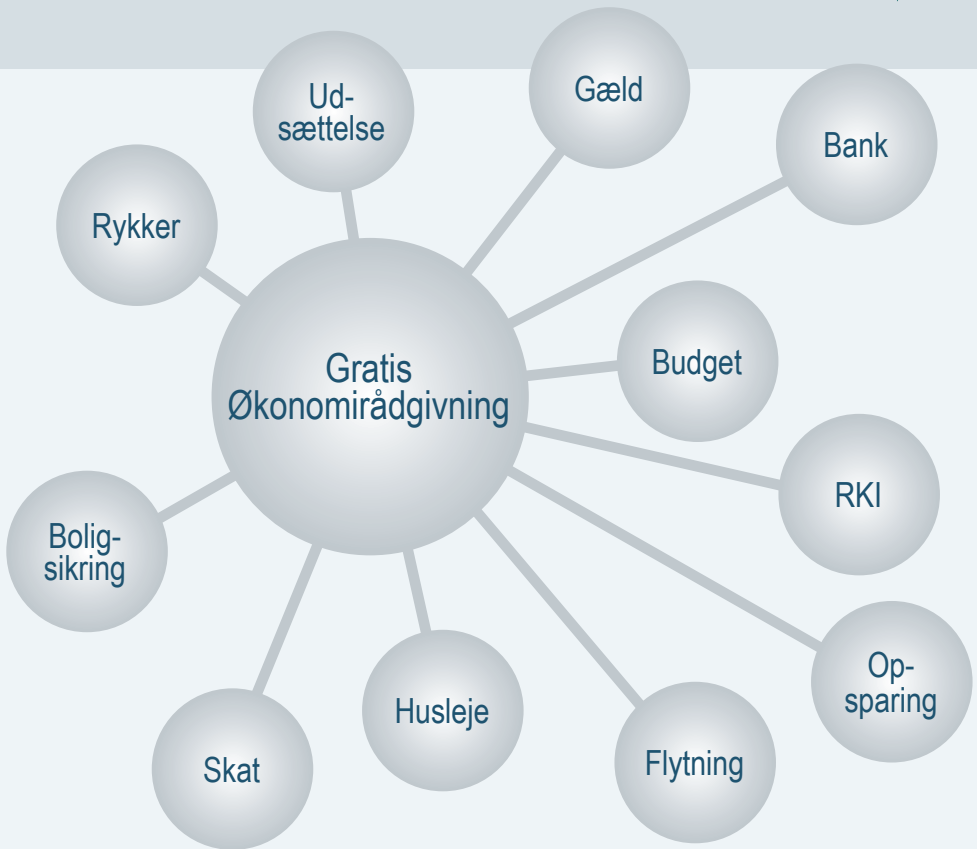 Ud-
sættelse
Gæld
Bank
Rykker
Gratis
Økonomirådgivning
Budget
RKI
Bolig-
sikring
Op-
sparing
Husleje
Flytning
Skat